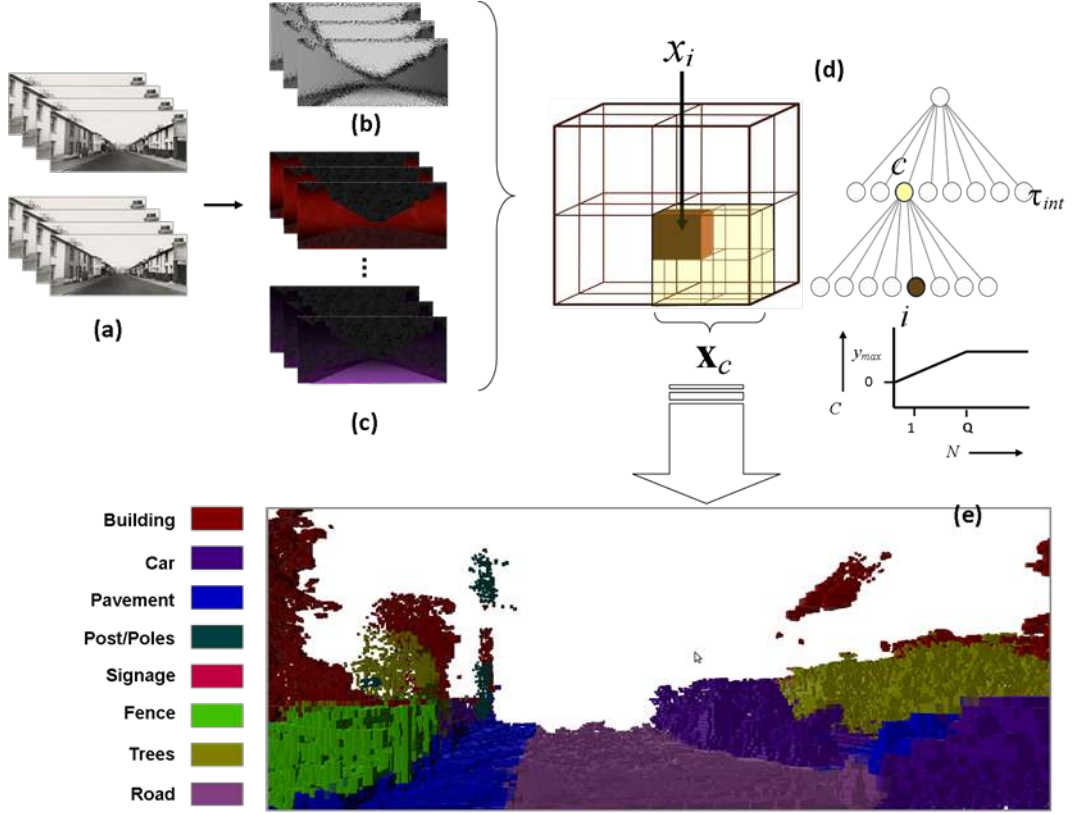 (a)
(b)
(c)
x_i
(d)
c
τ_int
i
x_c
y_max
0
C
1
Q
N
(e)
Building
Car
Pavement
Post/Poles
Signage
Fence
Trees
Road